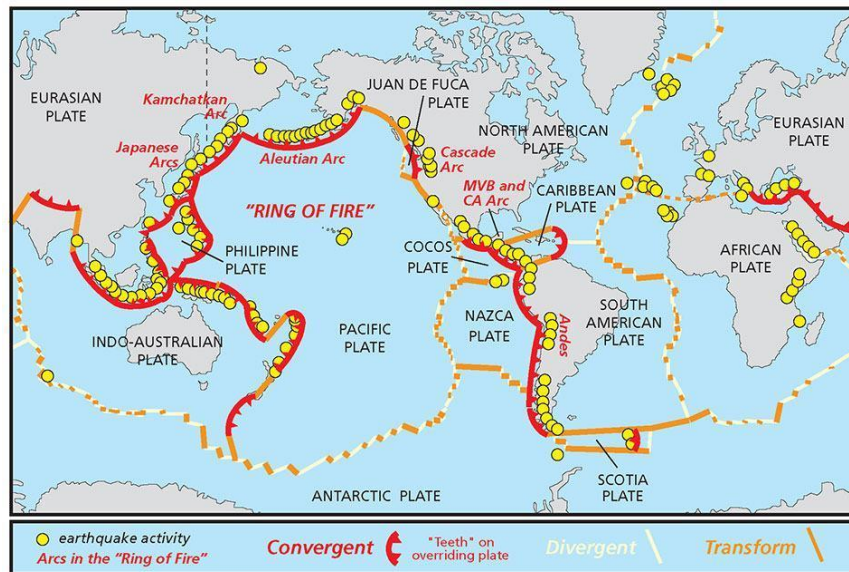 EURASIAN
PLATE
Kamchatkan
Arc
Japanese
Arcs
Aleutian Arc
JUAN DE FUCA
PLATE
NORTH AMERICAN
PLATE
EURASIAN
PLATE
Cascade
Arc
MVB and
CA Arc
CARIBBEAN
PLATE
"RING OF FIRE"
PHILIPPINE
PLATE
COCOS
PLATE
AFRICAN
PLATE
INDO-AUSTRALIAN
PLATE
PACIFIC
PLATE
NAZCA
PLATE
Andes
SOUTH
AMERICAN
PLATE
SCOTIA
PLATE
ANTARCTIC PLATE
earthquake activity
Arcs in the "Ring of Fire"
Convergent
"Teeth" on
overriding plate
Divergent
Transform